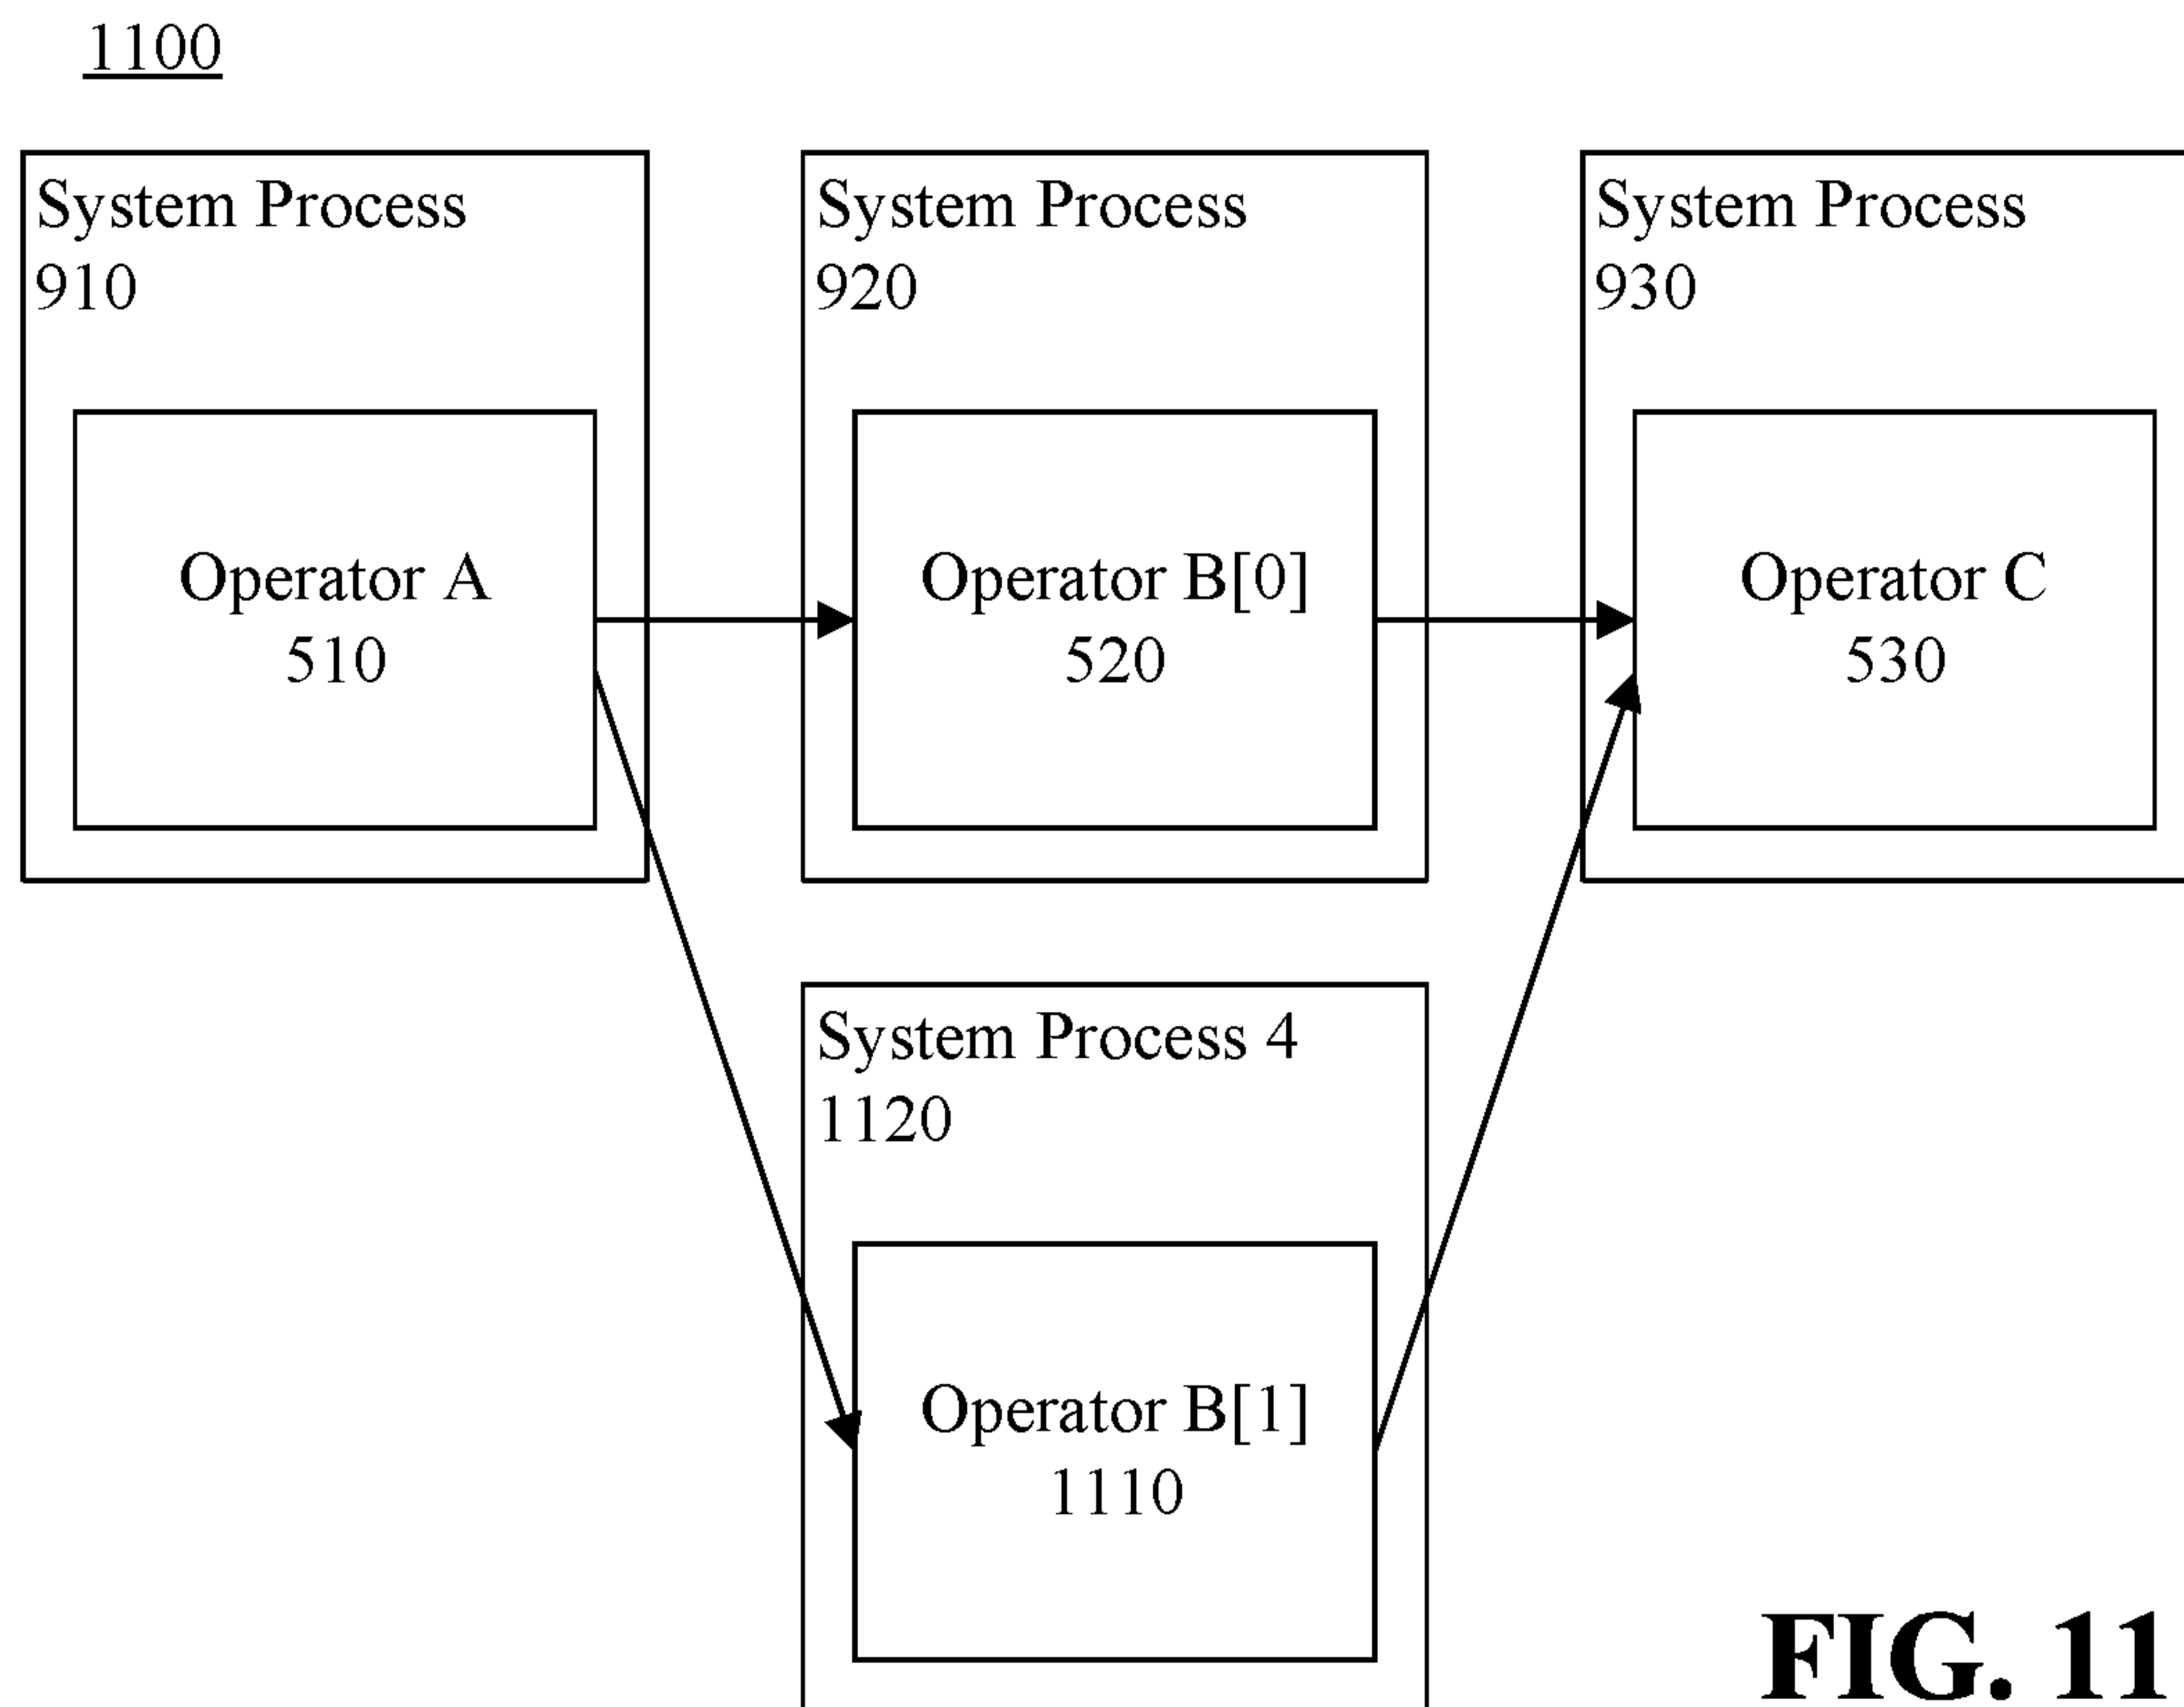 1100
System Process
910
System Process
920
System Process
930
Operator A
510
Operator B[0]
520
Operator C
530
System Process 4
1120
Operator B[1]
1110
FIG. 11